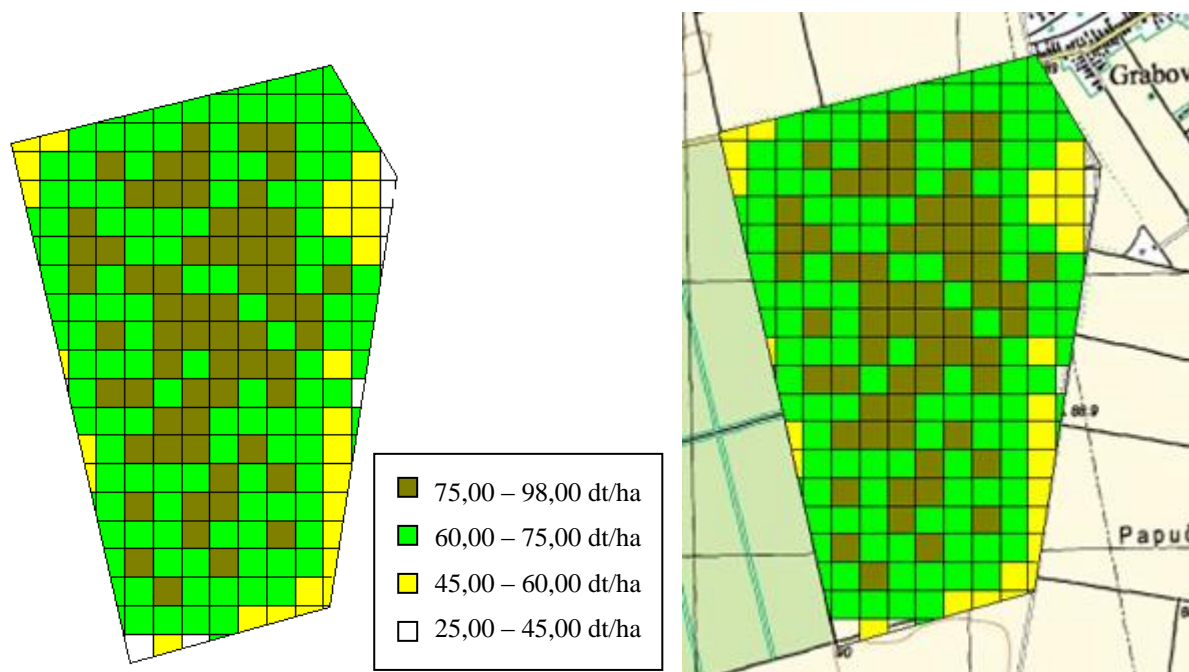 75,00 – 98,00 dt/ha
60,00 – 75,00 dt/ha
45,00 – 60,00 dt/ha
25,00 – 45,00 dt/ha
Grabov
88.9
Papuč
90